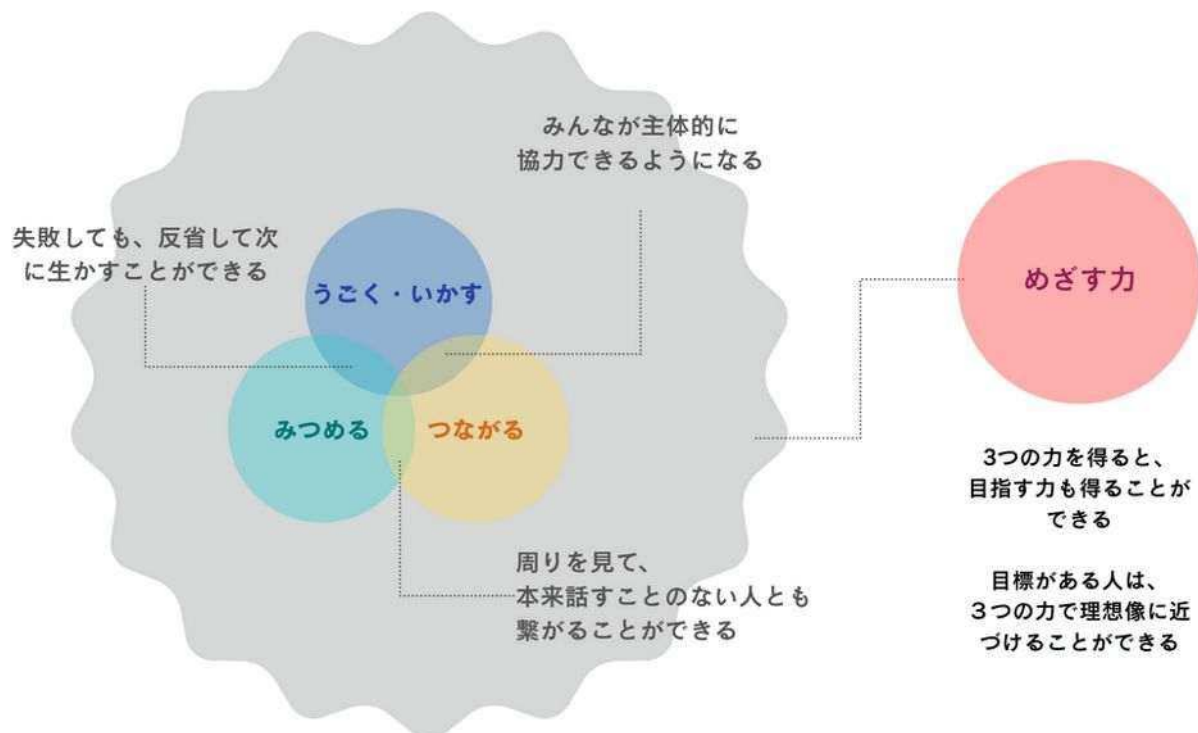 みんなが主体的に
協力できるようになる
失敗しても、反省して次
に生かすことができる
うごく・いかす
みつめる
つながる
周りを見て、
本来話すことのない人とも
繋がることができる
めざす力
3つの力を得ると、
目指す力も得ることが
できる
目標がある人は、
３つの力で理想像に近
づけることができる